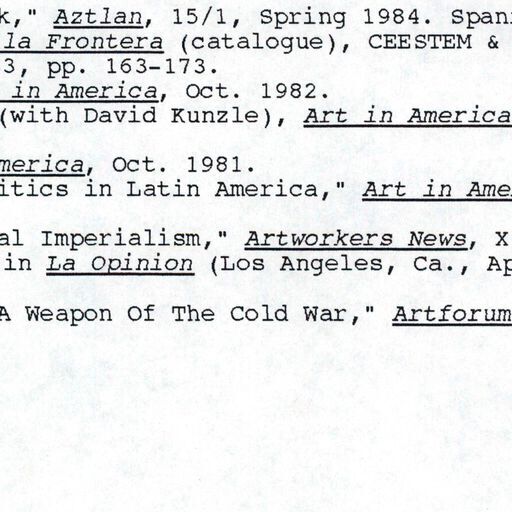 k," Aztlan, 15/1, Spring 1984. Spani
la Frontera (catalogue), CEESTEM &
3, pp. 163-173.
in America, Oct. 1982.
(with David Kunzle), Art in America
merica, Oct. 1981.
itics in Latin America," Art in Ame
al Imperialism," Artworkers News, X
in La Opinion (Los Angeles, Ca., Ap
A Weapon Of The Cold War," Artforum